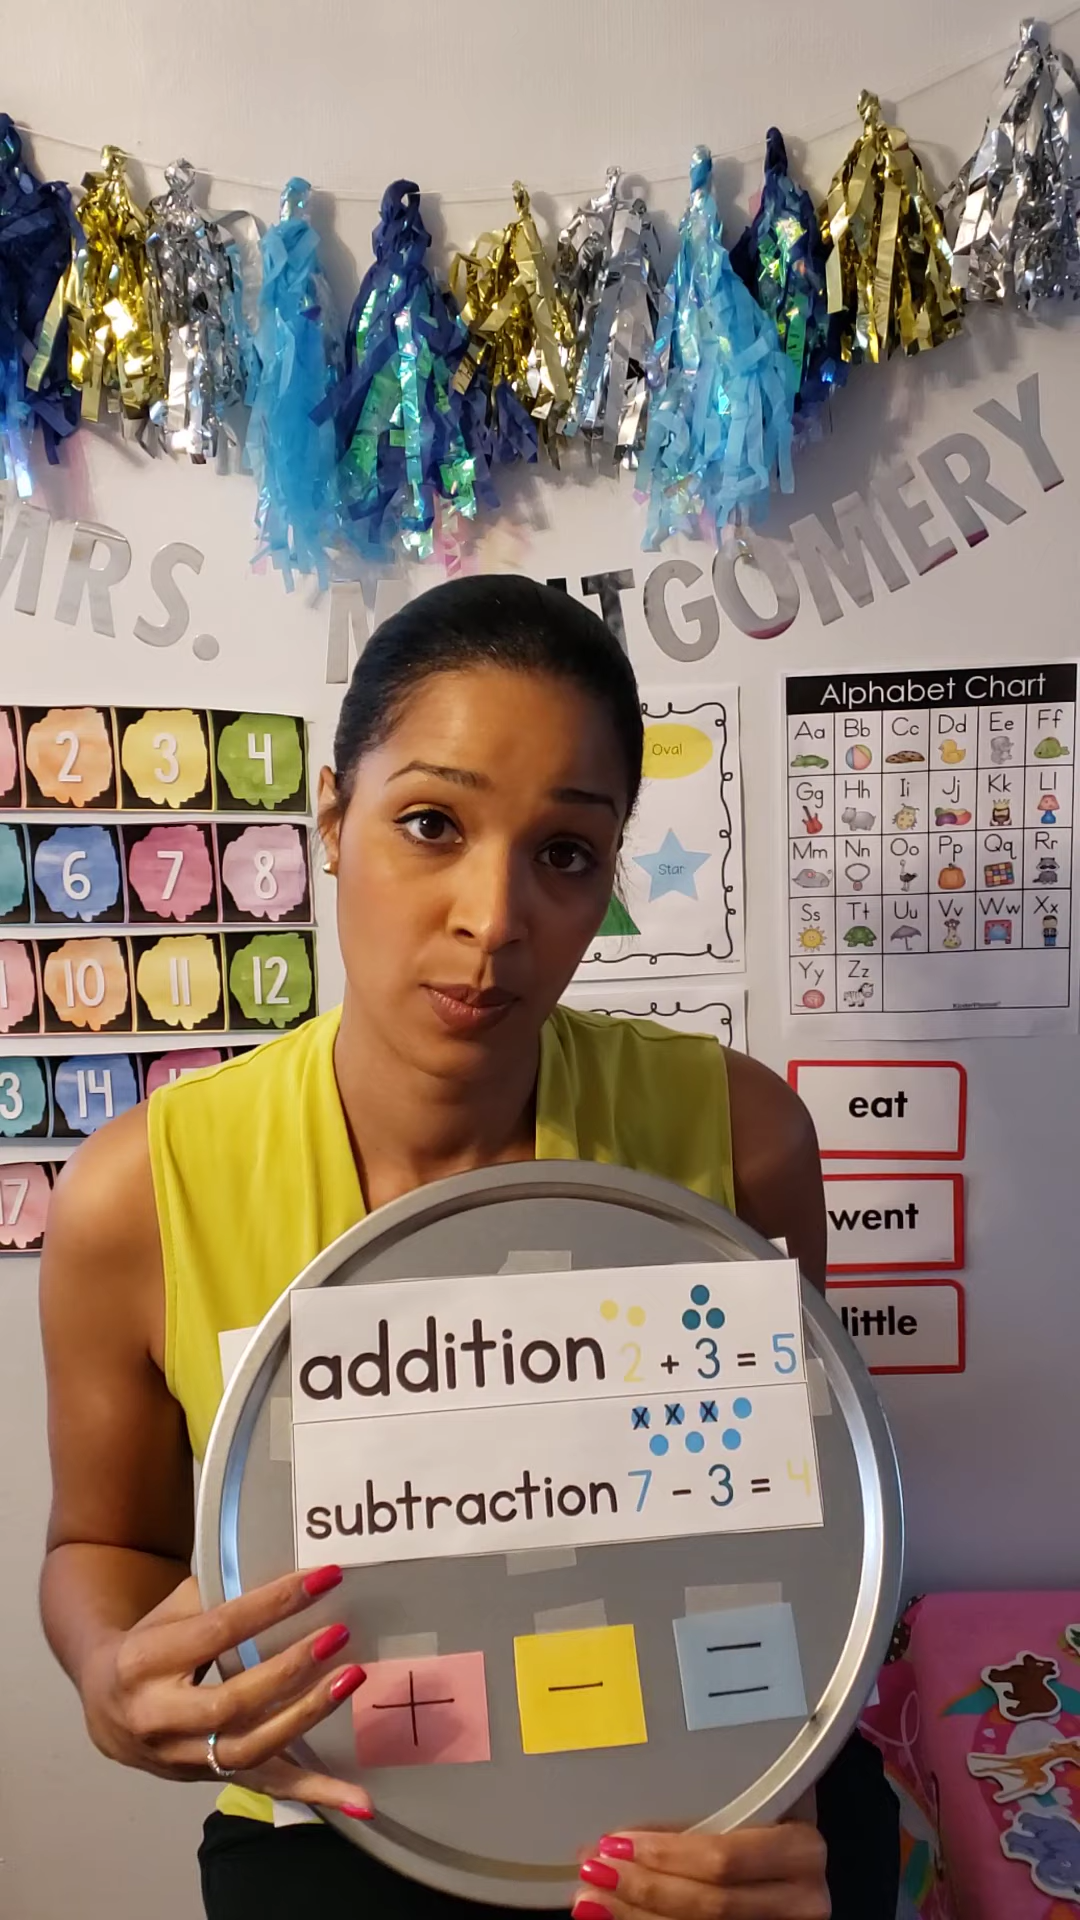 MRS. MONTGOMERY
2 3 4
6 7 8
10 11 12
14
17
Oval
Star
Alphabet Chart
Aa Bb Cc Dd Ee Ff
Gg Hh Ii Jj Kk Ll
Mm Nn Oo Pp Qq Rr
Ss Tt Uu Vv Ww Xx
Yy Zz
eat
went
little
addition 2 + 3 = 5
x x x
subtraction 7 - 3 = 4
+ - =